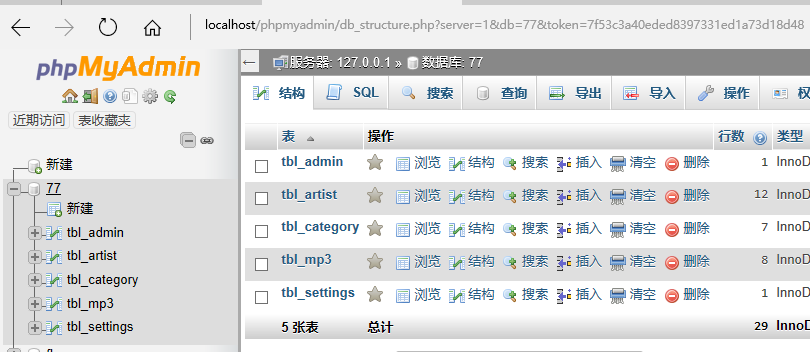 localhost/phpmyadmin/db_structure.php?server=1&db=77&token=7f53c3a40eded8397331ed1a73d18d48
phpMyAdmin
近期访问 表收藏夹
新建
77
新建
tbl_admin
tbl_artist
tbl_category
tbl_mp3
tbl_settings
服务器: 127.0.0.1 » 数据库: 77
结构 SQL 搜索 查询 导出 导入 操作 权
表 操作 行数 类型
tbl_admin 浏览 结构 搜索 插入 清空 删除 1 InnoD
tbl_artist 浏览 结构 搜索 插入 清空 删除 12 InnoD
tbl_category 浏览 结构 搜索 插入 清空 删除 7 InnoD
tbl_mp3 浏览 结构 搜索 插入 清空 删除 8 InnoD
tbl_settings 浏览 结构 搜索 插入 清空 删除 1 InnoD
5 张表 总计 29 InnoD